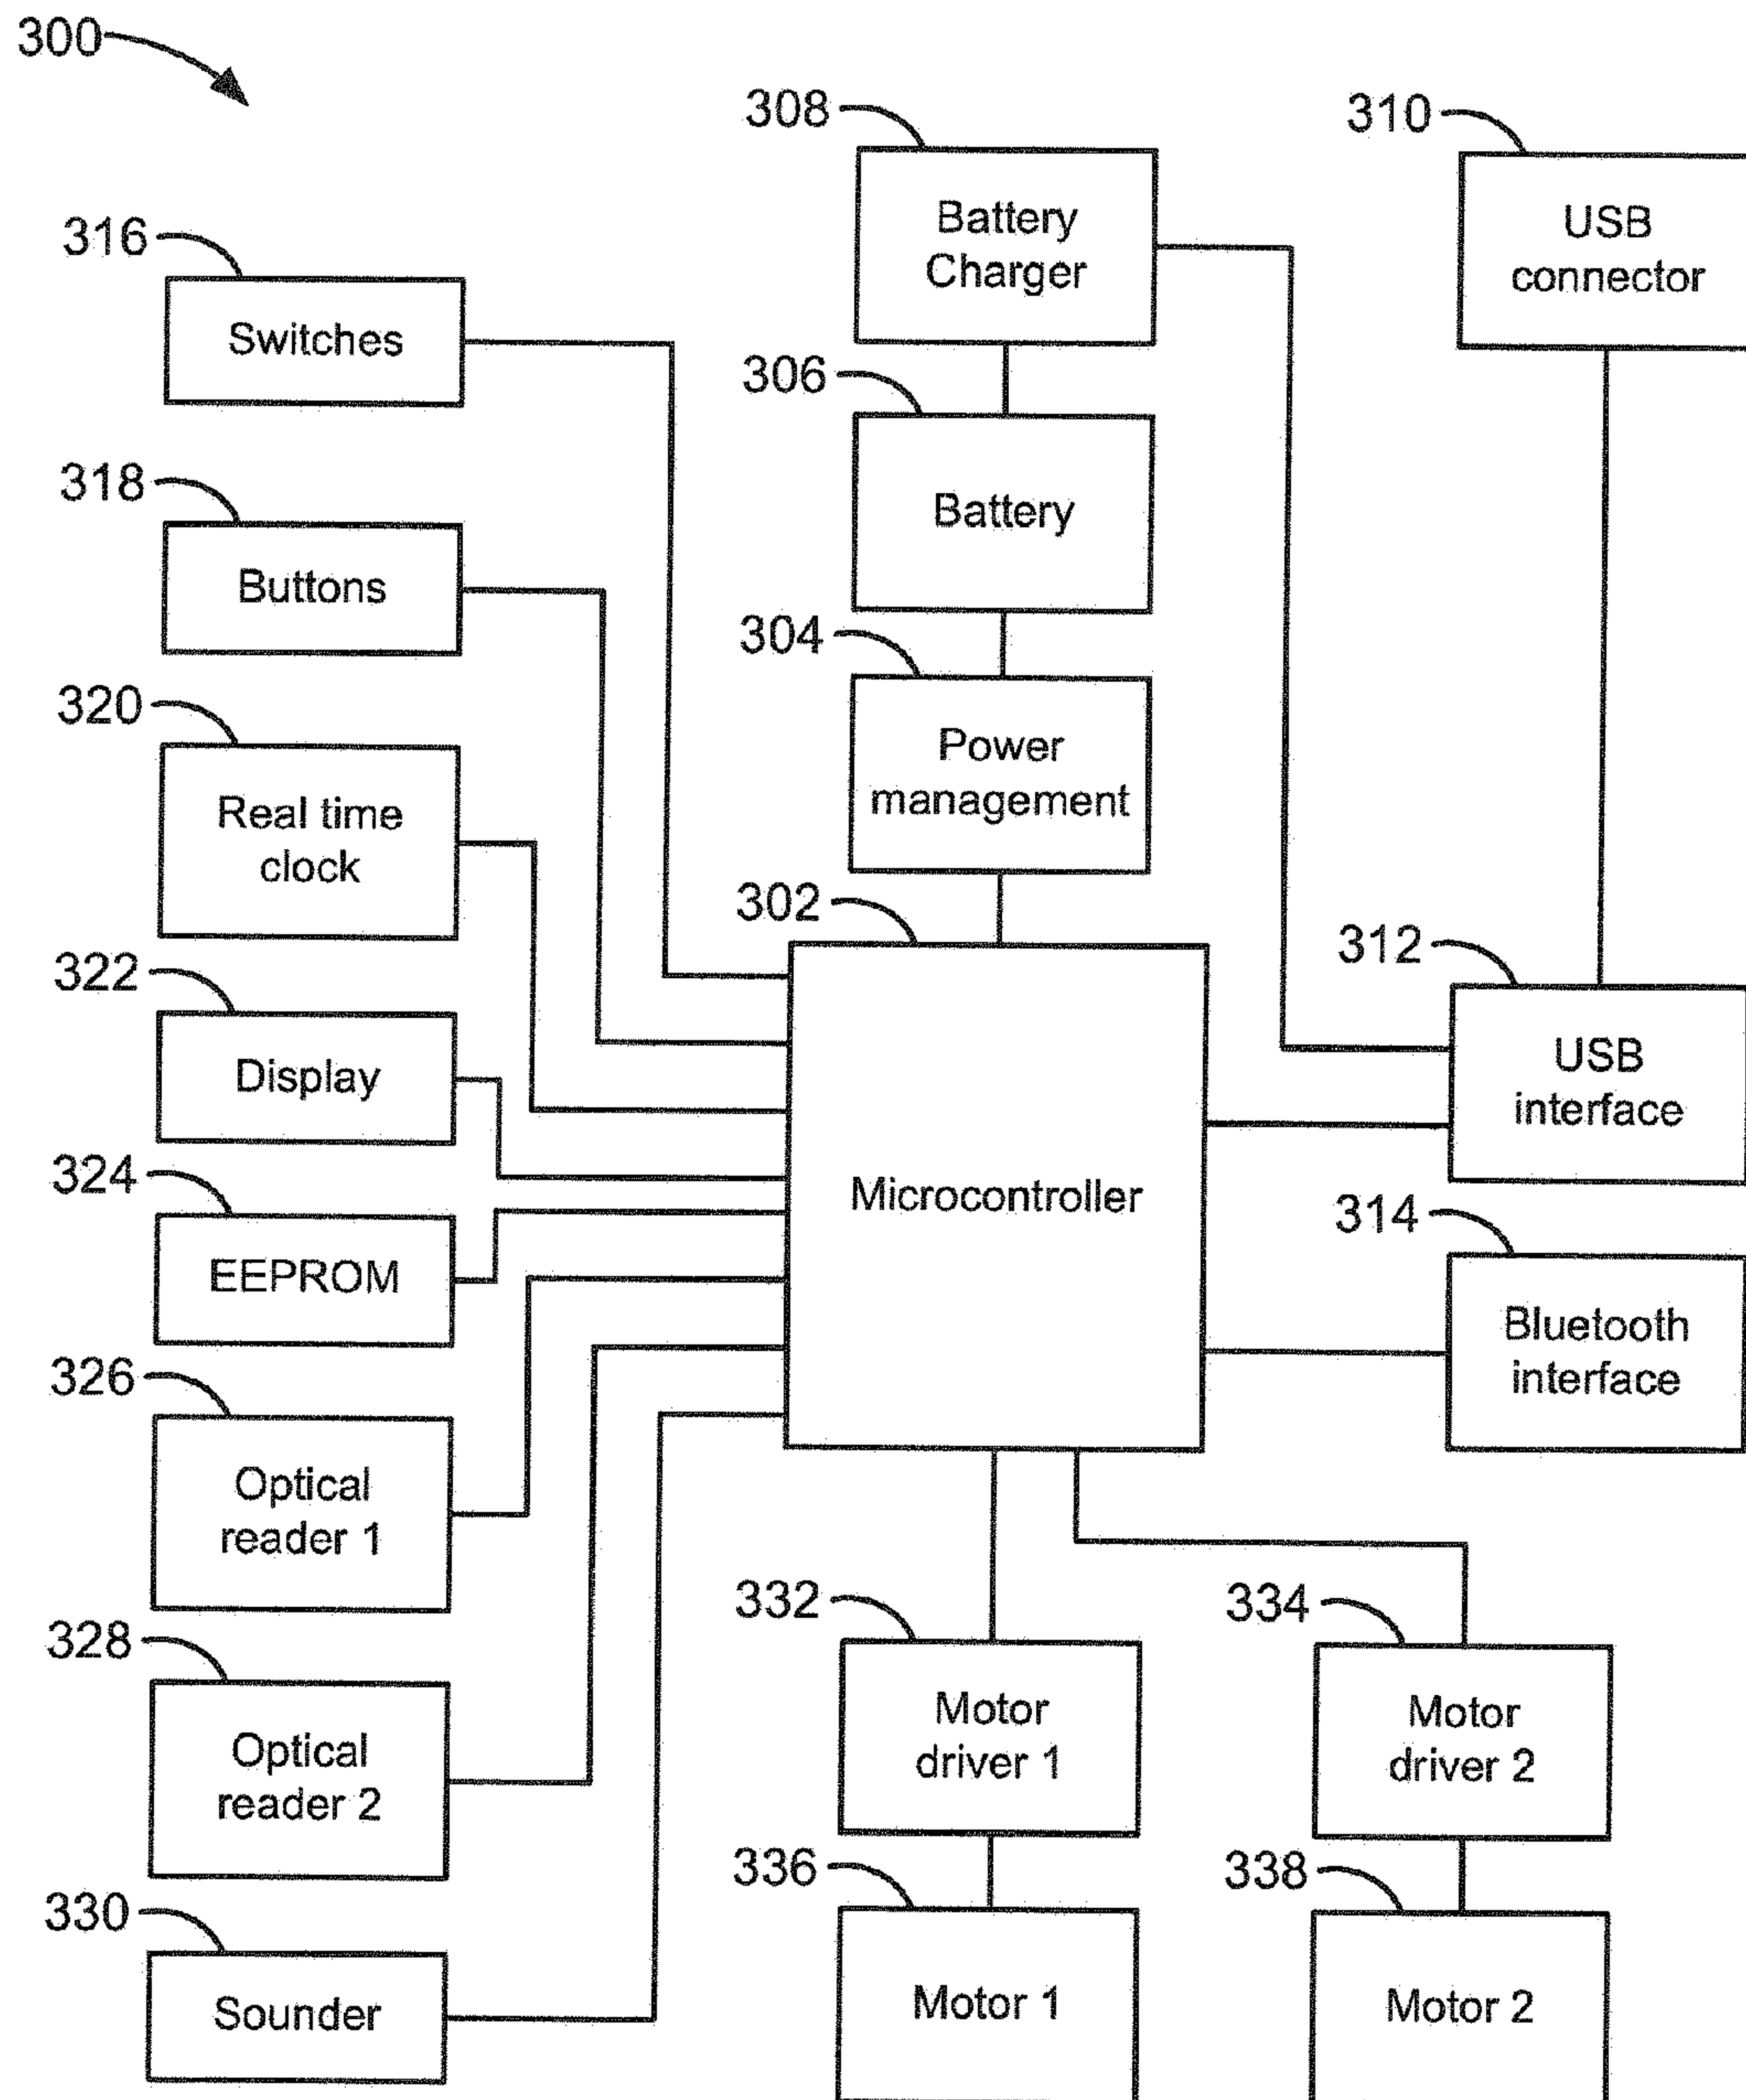 300
308
Battery
Charger
310
USB
connector
316
Switches
306
Battery
318
Buttons
304
Power
management
320
Real time
clock
302
Microcontroller
312
USB
interface
322
Display
324
EEPROM
314
Bluetooth
interface
326
Optical
reader 1
332
Motor
driver 1
334
Motor
driver 2
328
Optical
reader 2
336
Motor 1
338
Motor 2
330
Sounder